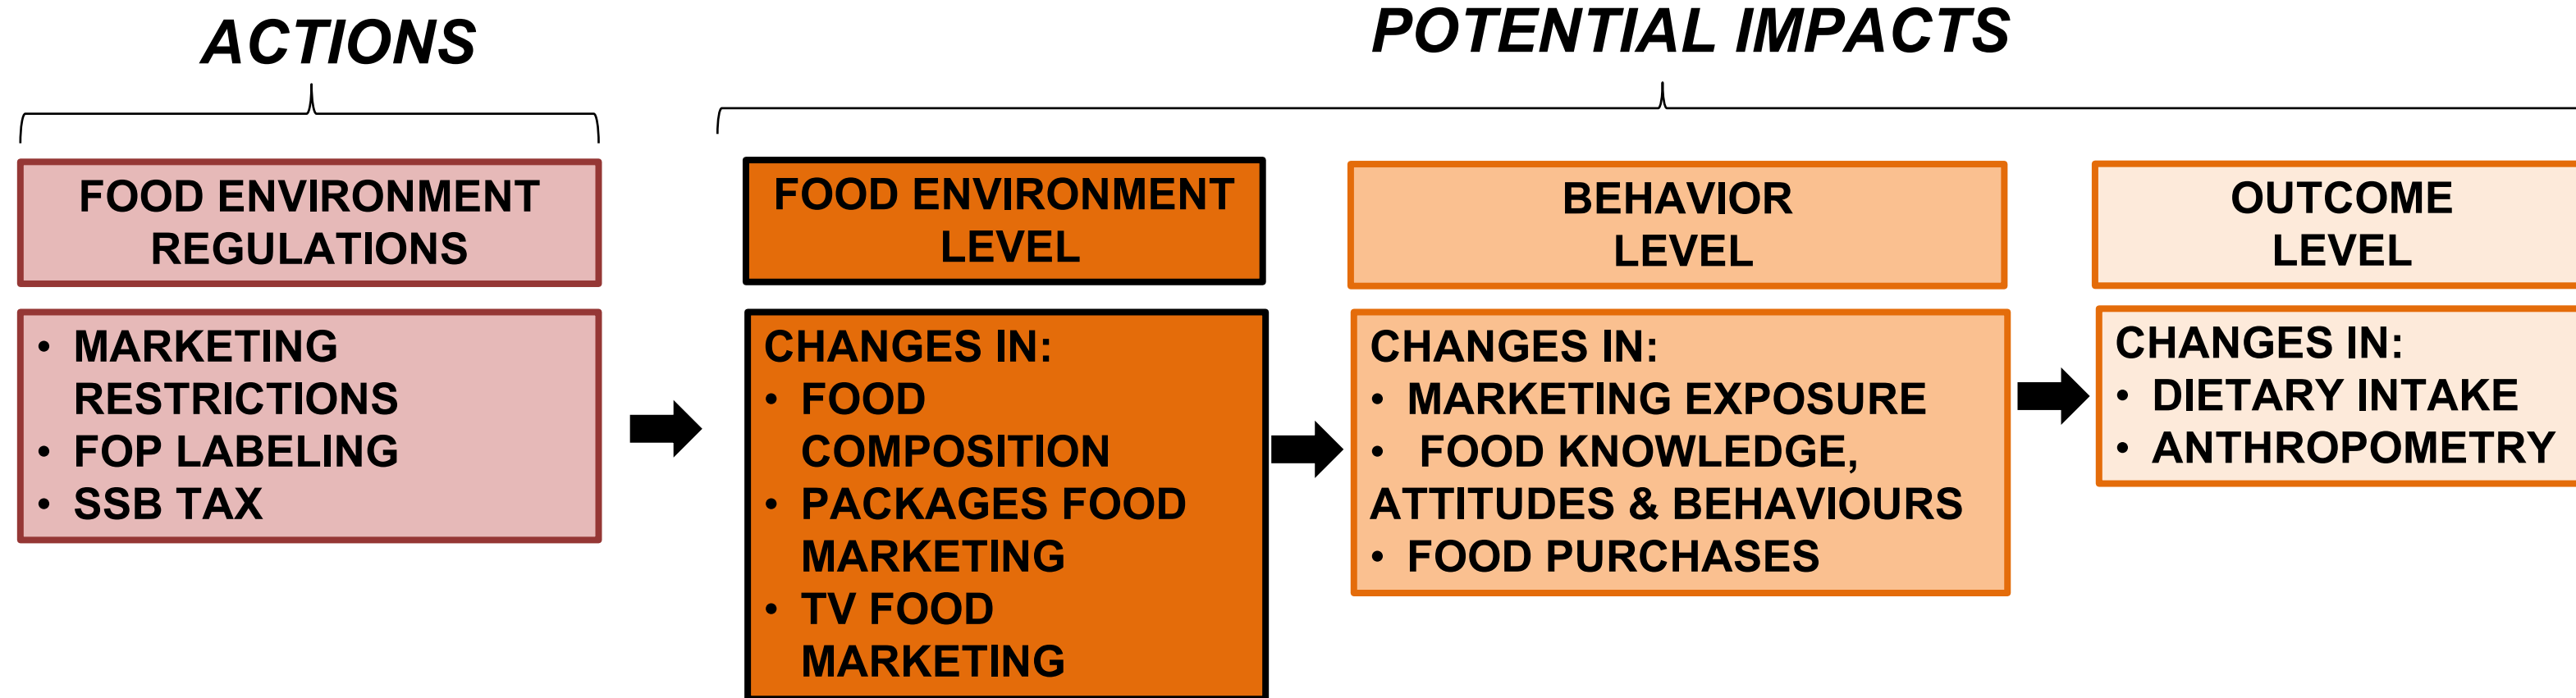 ACTIONS
POTENTIAL IMPACTS
FOOD ENVIRONMENT
REGULATIONS
• MARKETING
RESTRICTIONS
• FOP LABELING
• SSB TAX
FOOD ENVIRONMENT
LEVEL
CHANGES IN:
• FOOD
COMPOSITION
• PACKAGES FOOD
MARKETING
• TV FOOD
MARKETING
BEHAVIOR
LEVEL
CHANGES IN:
• MARKETING EXPOSURE
• FOOD KNOWLEDGE,
ATTITUDES & BEHAVIOURS
• FOOD PURCHASES
OUTCOME
LEVEL
CHANGES IN:
• DIETARY INTAKE
• ANTHROPOMETRY